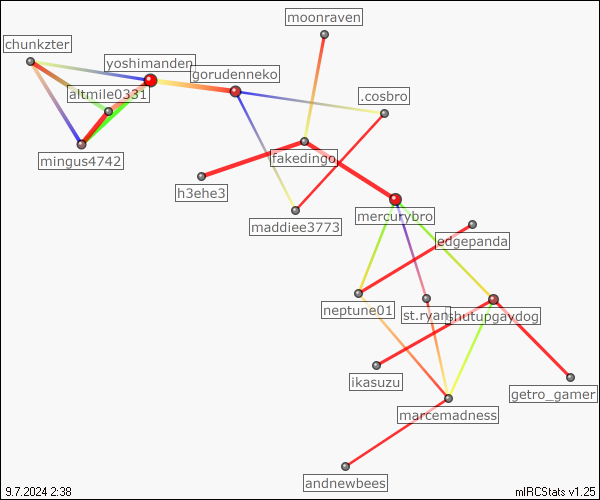 moonraven
chunkzter
yoshimanden
gorudenneko
altmile0331
.cosbro
mingus4742
fakedingo
h3ehe3
mercurybro
maddiee3773
edgepanda
neptune01
st.ryan
shutupgaydog
ikasuzu
getro_gamer
marcemadness
andnewbees
9.7.2024 2:38
mIRCStats v1.25